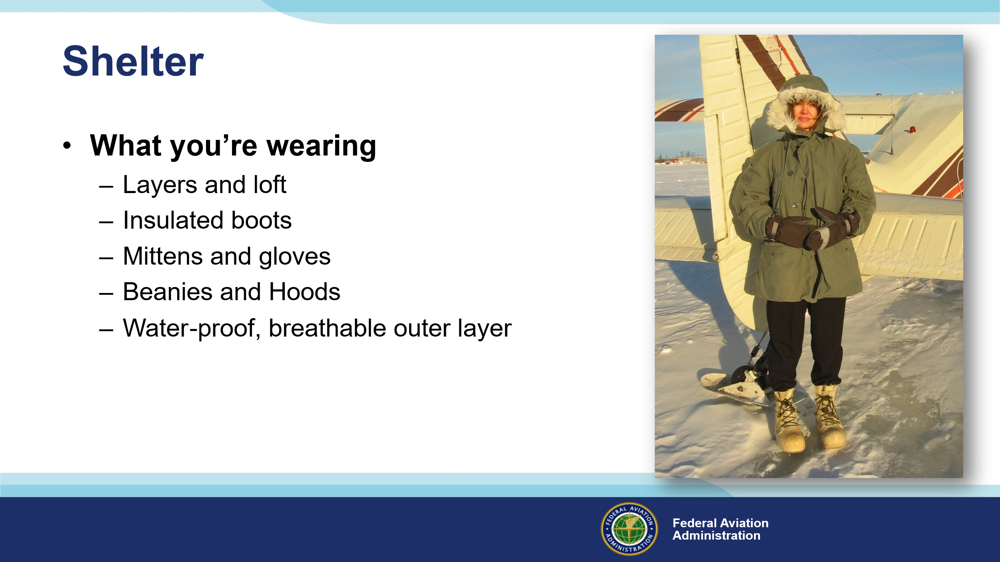 Shelter
• What you’re wearing
– Layers and loft
– Insulated boots
– Mittens and gloves
– Beanies and Hoods
– Water-proof, breathable outer layer
FEDERAL AVIATION
ADMINISTRATION
Federal Aviation
Administration